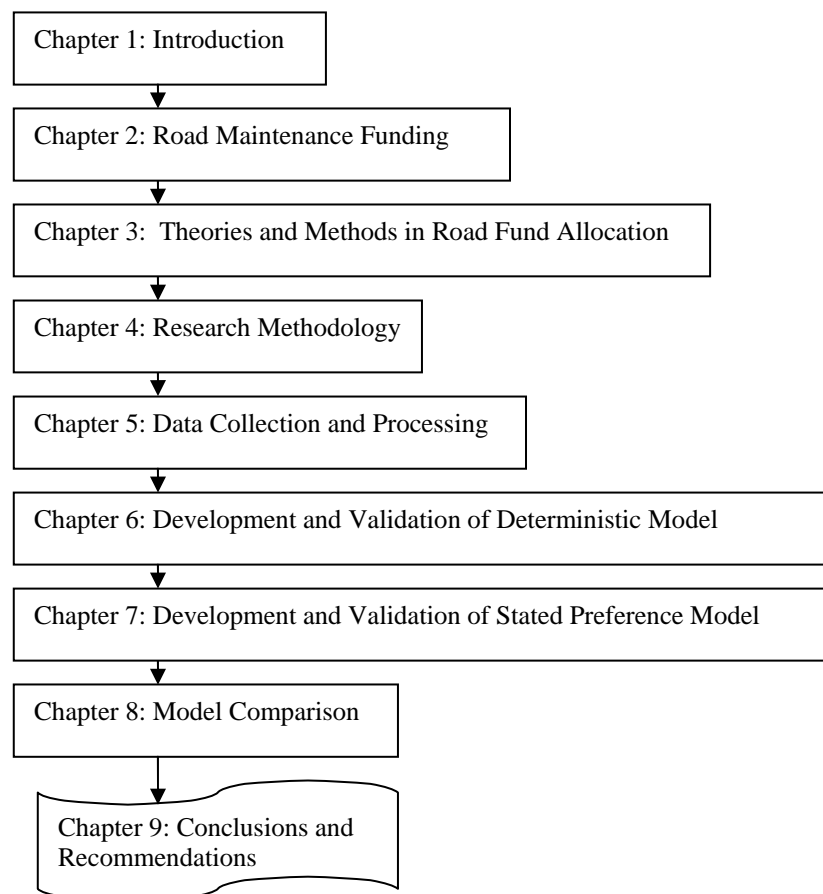 Chapter 1: Introduction
Chapter 2: Road Maintenance Funding
Chapter 3:  Theories and Methods in Road Fund Allocation
Chapter 4: Research Methodology
Chapter 5: Data Collection and Processing
Chapter 6: Development and Validation of Deterministic Model
Chapter 7: Development and Validation of Stated Preference Model
Chapter 8: Model Comparison
Chapter 9: Conclusions and
Recommendations